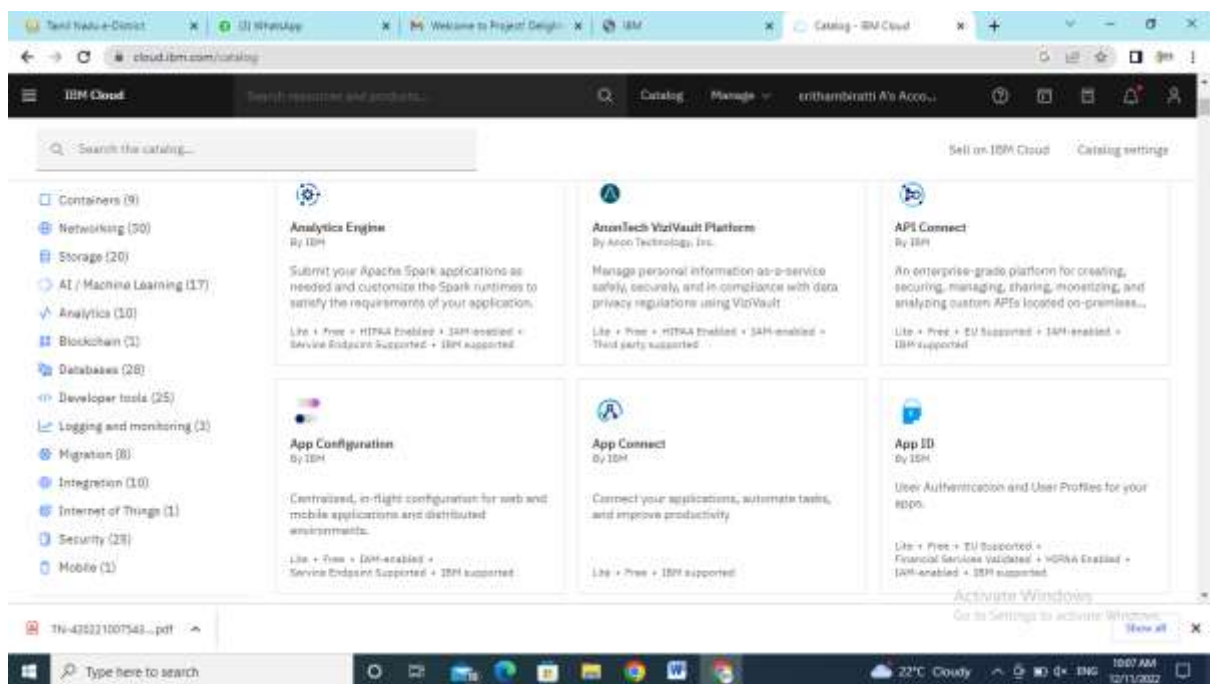 Tamil Nadu e-District
(3) WhatsApp
Welcome to Project! Delight
IBM
Catalog - IBM Cloud
cloud.ibm.com/catalog
IBM Cloud
Search resources and products...
Catalog
Manage
erithambiratti A's Acco...
Search the catalog...
Sell on IBM Cloud
Catalog settings
Containers (9)
Networking (30)
Storage (20)
AI / Machine Learning (17)
Analytics (10)
Blockchain (1)
Databases (28)
Developer tools (25)
Logging and monitoring (3)
Migration (8)
Integration (10)
Internet of Things (1)
Security (28)
Mobile (1)
Analytics Engine
By IBM
Submit your Apache Spark applications as
needed and customize the Spark runtimes to
satisfy the requirements of your application.
Lite • Free • HIPAA Enabled • IAM-enabled •
Service Endpoint Supported • IBM supported
AnonTech ViziVault Platform
By Anon Technology, Inc.
Manage personal information as-a-service
safely, securely, and in compliance with data
privacy regulations using ViziVault
Lite • Free • HIPAA Enabled • IAM-enabled •
Third party supported
API Connect
By IBM
An enterprise-grade platform for creating,
securing, managing, sharing, monetizing, and
analyzing custom APIs located on-premises...
Lite • Free • EU Supported • IAM-enabled •
IBM supported
App Configuration
By IBM
Centralized, in-flight configuration for web and
mobile applications and distributed
environments.
Lite • Free • IAM-enabled •
Service Endpoint Supported • IBM supported
App Connect
By IBM
Connect your applications, automate tasks,
and improve productivity
Lite • Free • IBM supported
App ID
By IBM
User Authentication and User Profiles for your
apps.
Lite • Free • EU Supported •
Financial Services Validated • HIPAA Enabled •
IAM-enabled • IBM supported
Activate Windows
Go to Settings to activate Windows.
Show all
Type here to search
22°C Cloudy
ENG
10:07 AM
12/11/2022